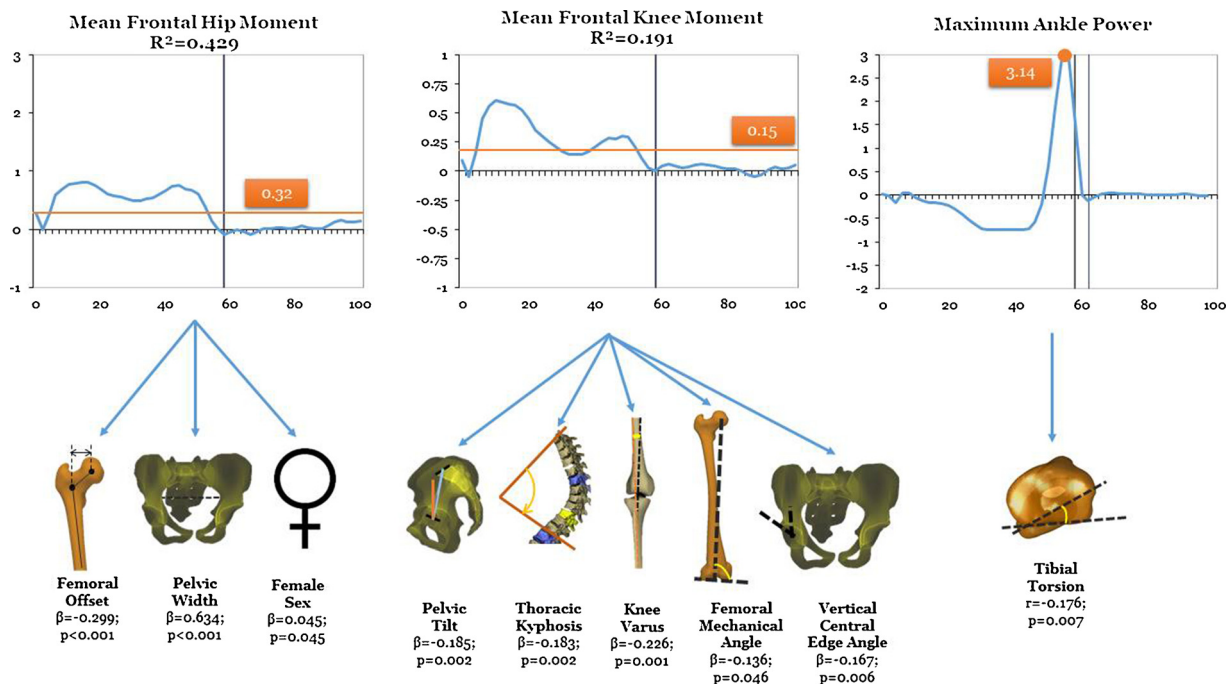 Mean Frontal Hip Moment
R²=0.429
3
2
1
0
-1
0 20 40 60 80 100
0.32
Mean Frontal Knee Moment
R²=0.191
1
0.75
0.5
0.25
0
-0.25
-0.5
-0.75
-1
0 20 40 60 80 100
0.15
Maximum Ankle Power
3
2.5
2
1.5
1
0.5
0
-0.5
-1
-1.5
-2
0 20 40 60 80 100
3.14
Femoral
Offset
β=-0.299;
p<0.001
Pelvic
Width
β=0.634;
p<0.001
Female
Sex
β=0.045;
p=0.045
Pelvic
Tilt
β=-0.185;
p=0.002
Thoracic
Kyphosis
β=-0.183;
p=0.002
Knee
Varus
β=-0.226;
p=0.001
Femoral
Mechanical
Angle
β=-0.136;
p=0.046
Vertical
Central
Edge Angle
β=-0.167;
p=0.006
Tibial
Torsion
r=-0.176;
p=0.007